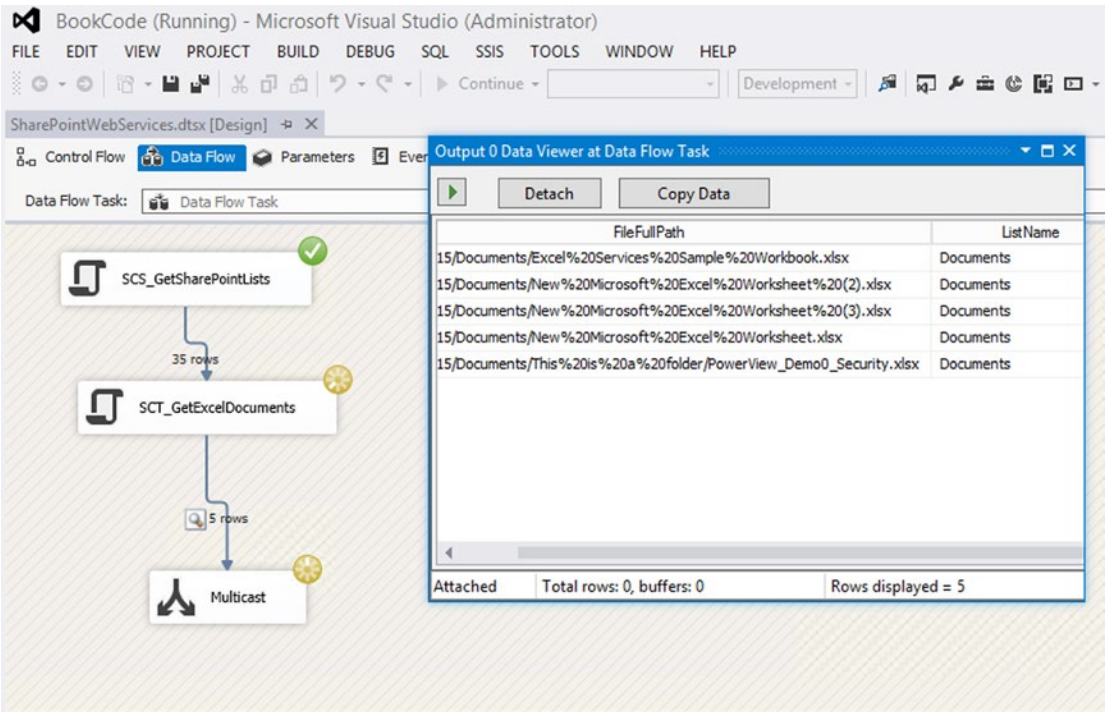 BookCode (Running) - Microsoft Visual Studio (Administrator)
FILE EDIT VIEW PROJECT BUILD DEBUG SQL SSIS TOOLS WINDOW HELP
Continue Development
SharePointWebServices.dtsx [Design]
Control Flow Data Flow Parameters Ever
Data Flow Task: Data Flow Task
SCS_GetSharePointLists
35 rows
SCT_GetExcelDocuments
5 rows
Multicast
Output 0 Data Viewer at Data Flow Task
Detach Copy Data
FileFullPath ListName
15/Documents/Excel%20Services%20Sample%20Workbook.xlsx Documents
15/Documents/New%20Microsoft%20Excel%20Worksheet%20(2).xlsx Documents
15/Documents/New%20Microsoft%20Excel%20Worksheet%20(3).xlsx Documents
15/Documents/New%20Microsoft%20Excel%20Worksheet.xlsx Documents
15/Documents/This%20is%20a%20folder/PowerView_Demo0_Security.xlsx Documents
Attached Total rows: 0, buffers: 0 Rows displayed = 5